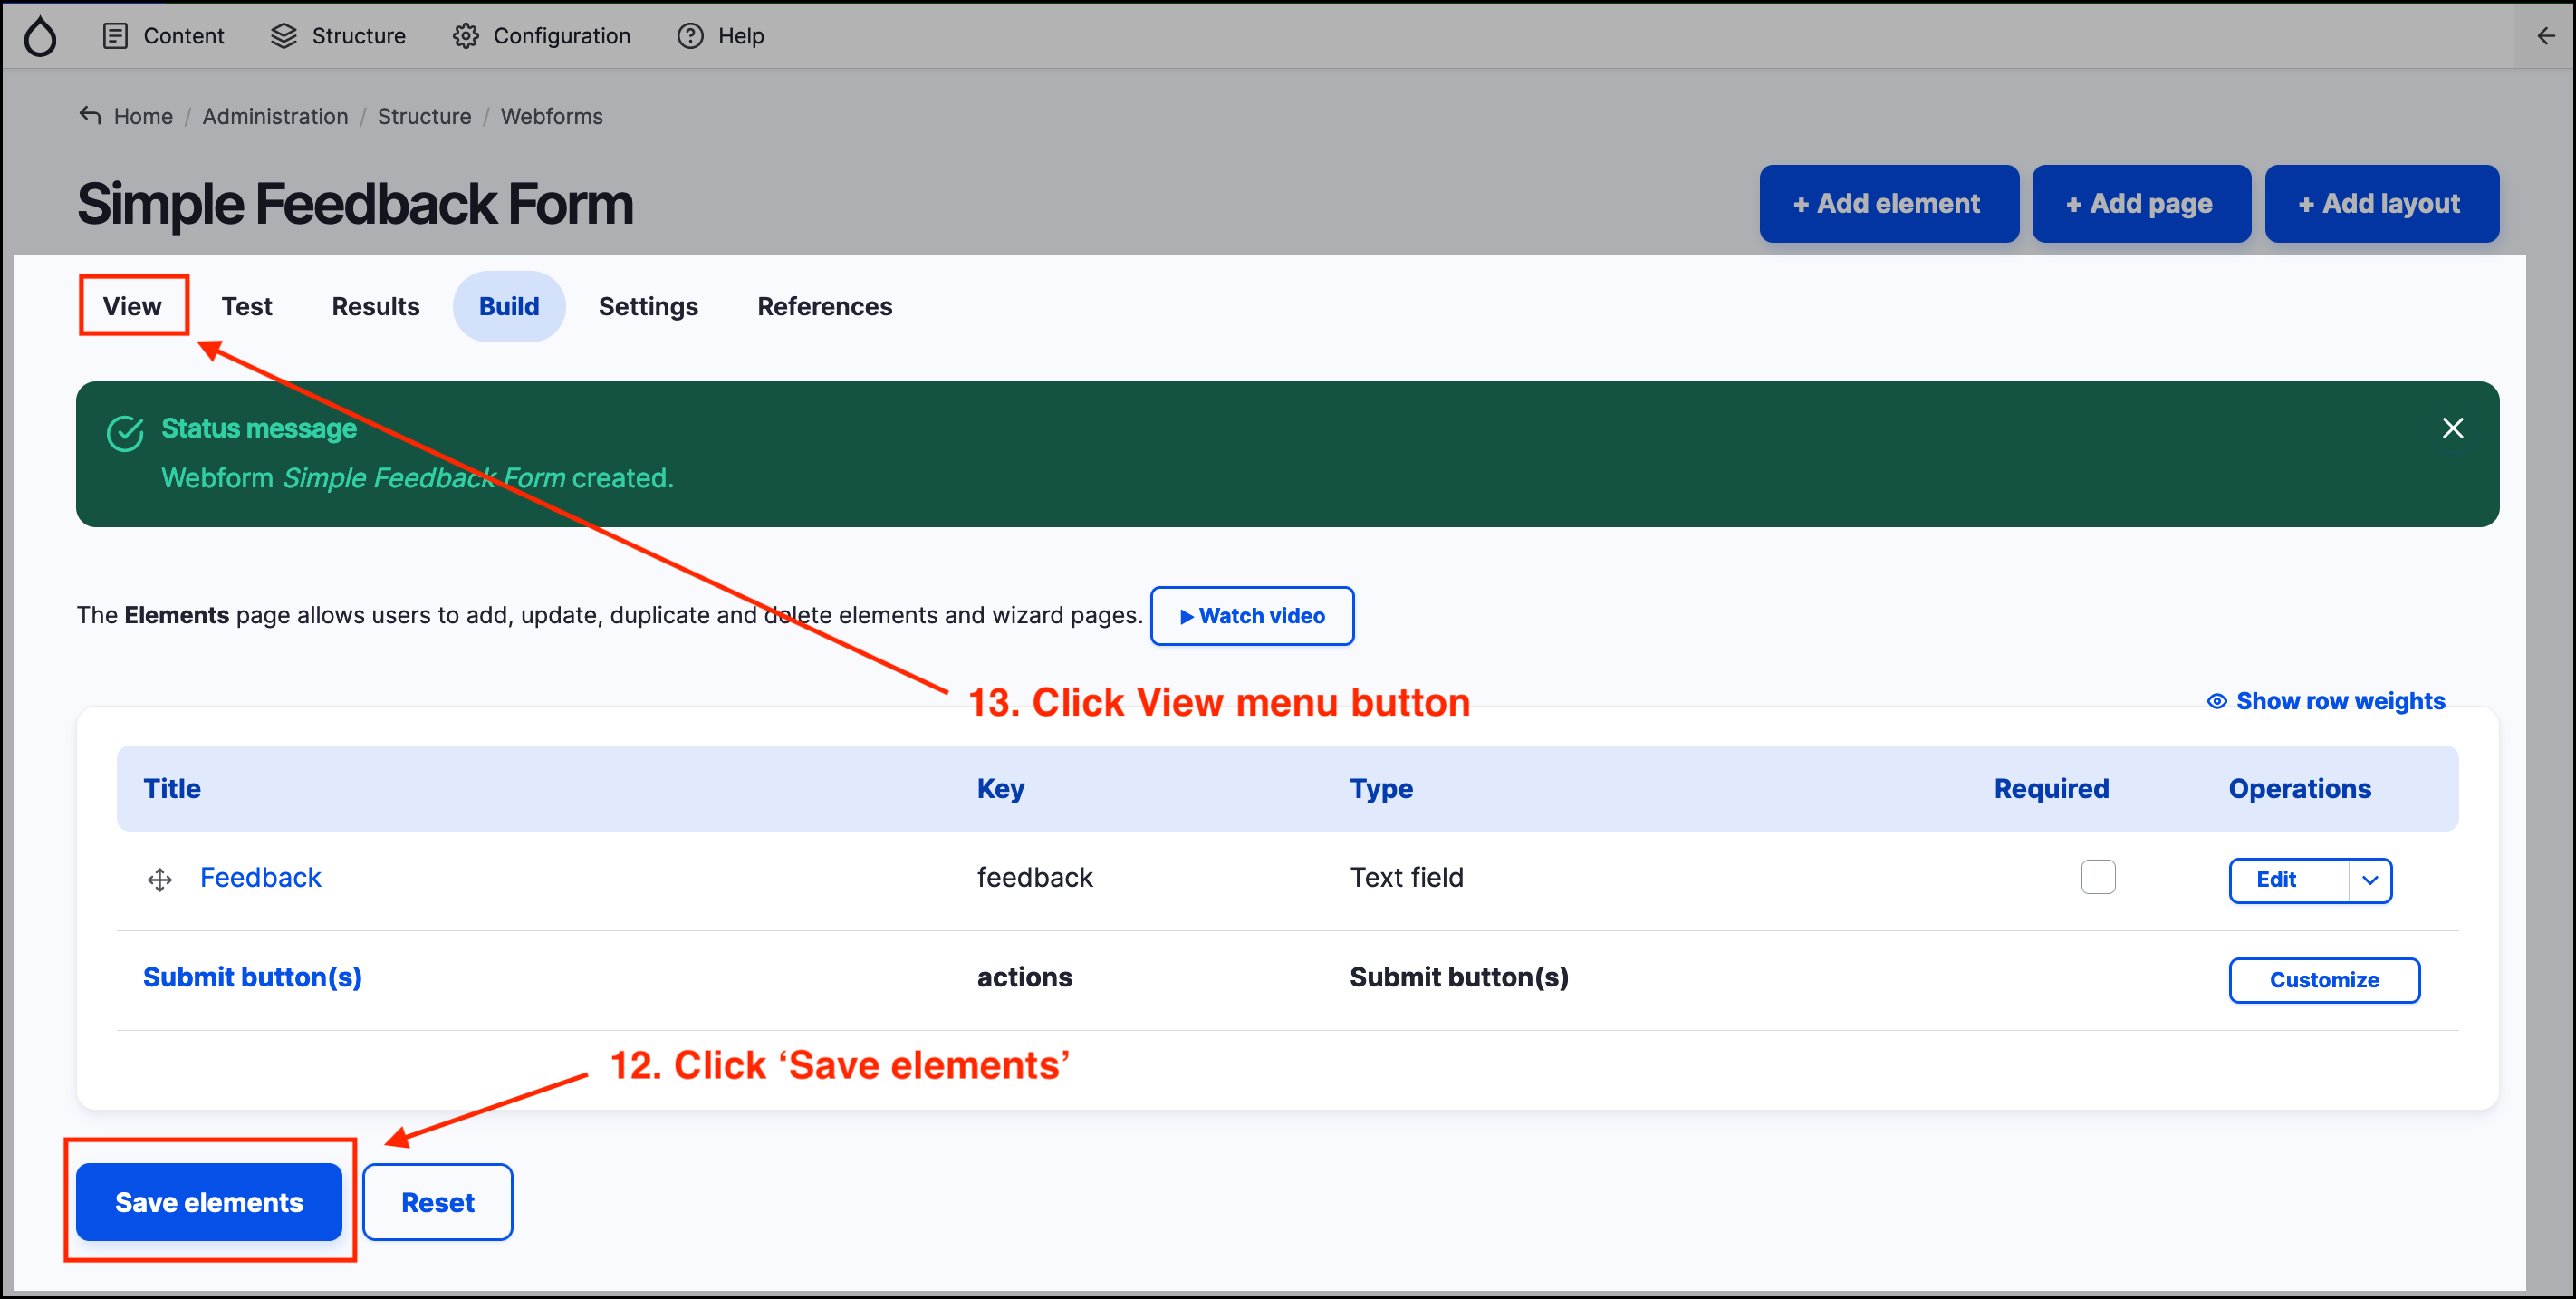 Content Structure Configuration Help
Home / Administration / Structure / Webforms
Simple Feedback Form
+ Add element + Add page + Add layout
View Test Results Build Settings References
Status message
Webform Simple Feedback Form created.
The Elements page allows users to add, update, duplicate and delete elements and wizard pages. Watch video
13. Click View menu button
Show row weights
Title Key Type Required Operations
Feedback feedback Text field Edit
Submit button(s) actions Submit button(s) Customize
12. Click ‘Save elements’
Save elements Reset